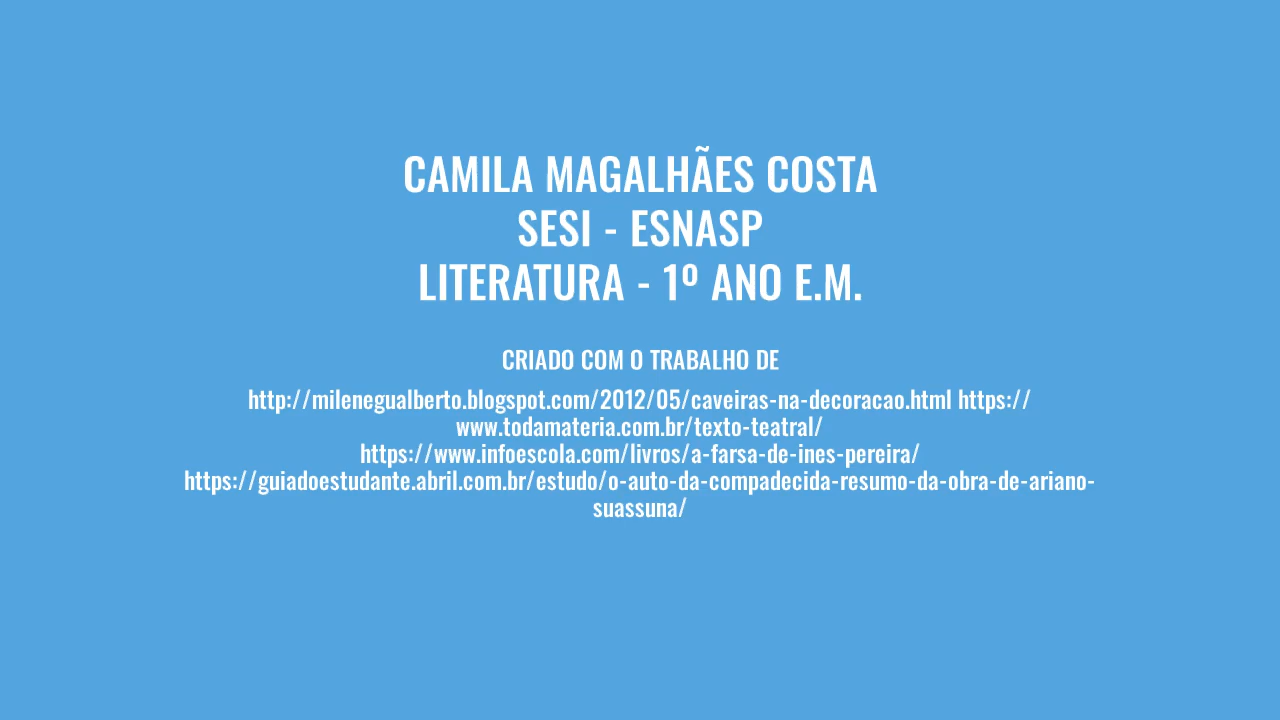 CAMILA MAGALHÃES COSTA
SESI - ESNASP
LITERATURA - 1º ANO E.M.
CRIADO COM O TRABALHO DE
http://milenegualberto.blogspot.com/2012/05/caveiras-na-decoracao.html https://
www.todamateria.com.br/texto-teatral/
https://www.infoescola.com/livros/a-farsa-de-ines-pereira/
https://guiadoestudante.abril.com.br/estudo/o-auto-da-compadecida-resumo-da-obra-de-ariano-
suassuna/